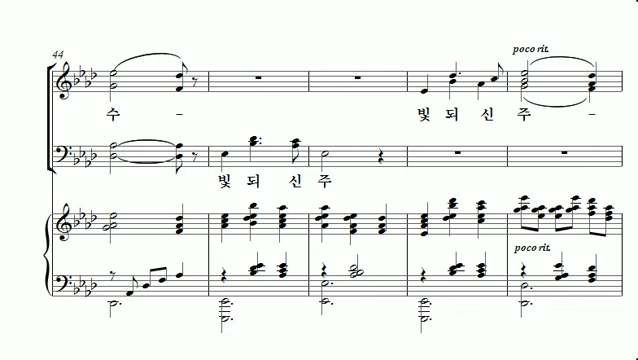 44
poco rit.
수 - 빛 되 신 주 -
빛 되 신 주
poco rit.